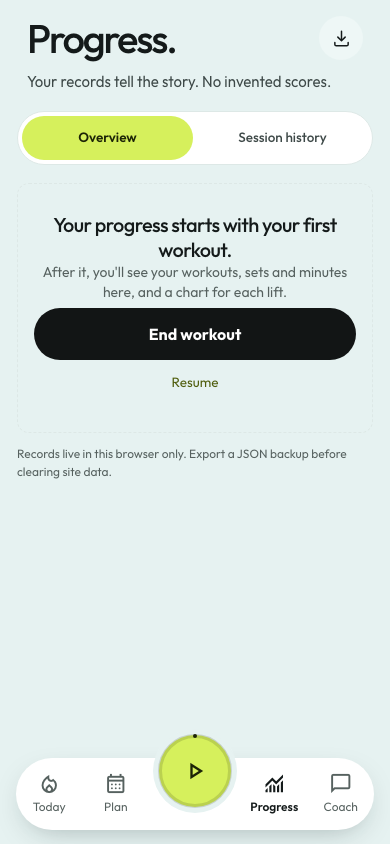 Progress.
Your records tell the story. No invented scores.
Overview
Session history
Your progress starts with your first
workout.
After it, you'll see your workouts, sets and minutes
here, and a chart for each lift.
End workout
Resume
Records live in this browser only. Export a JSON backup before
clearing site data.
Today
Plan
Progress
Coach